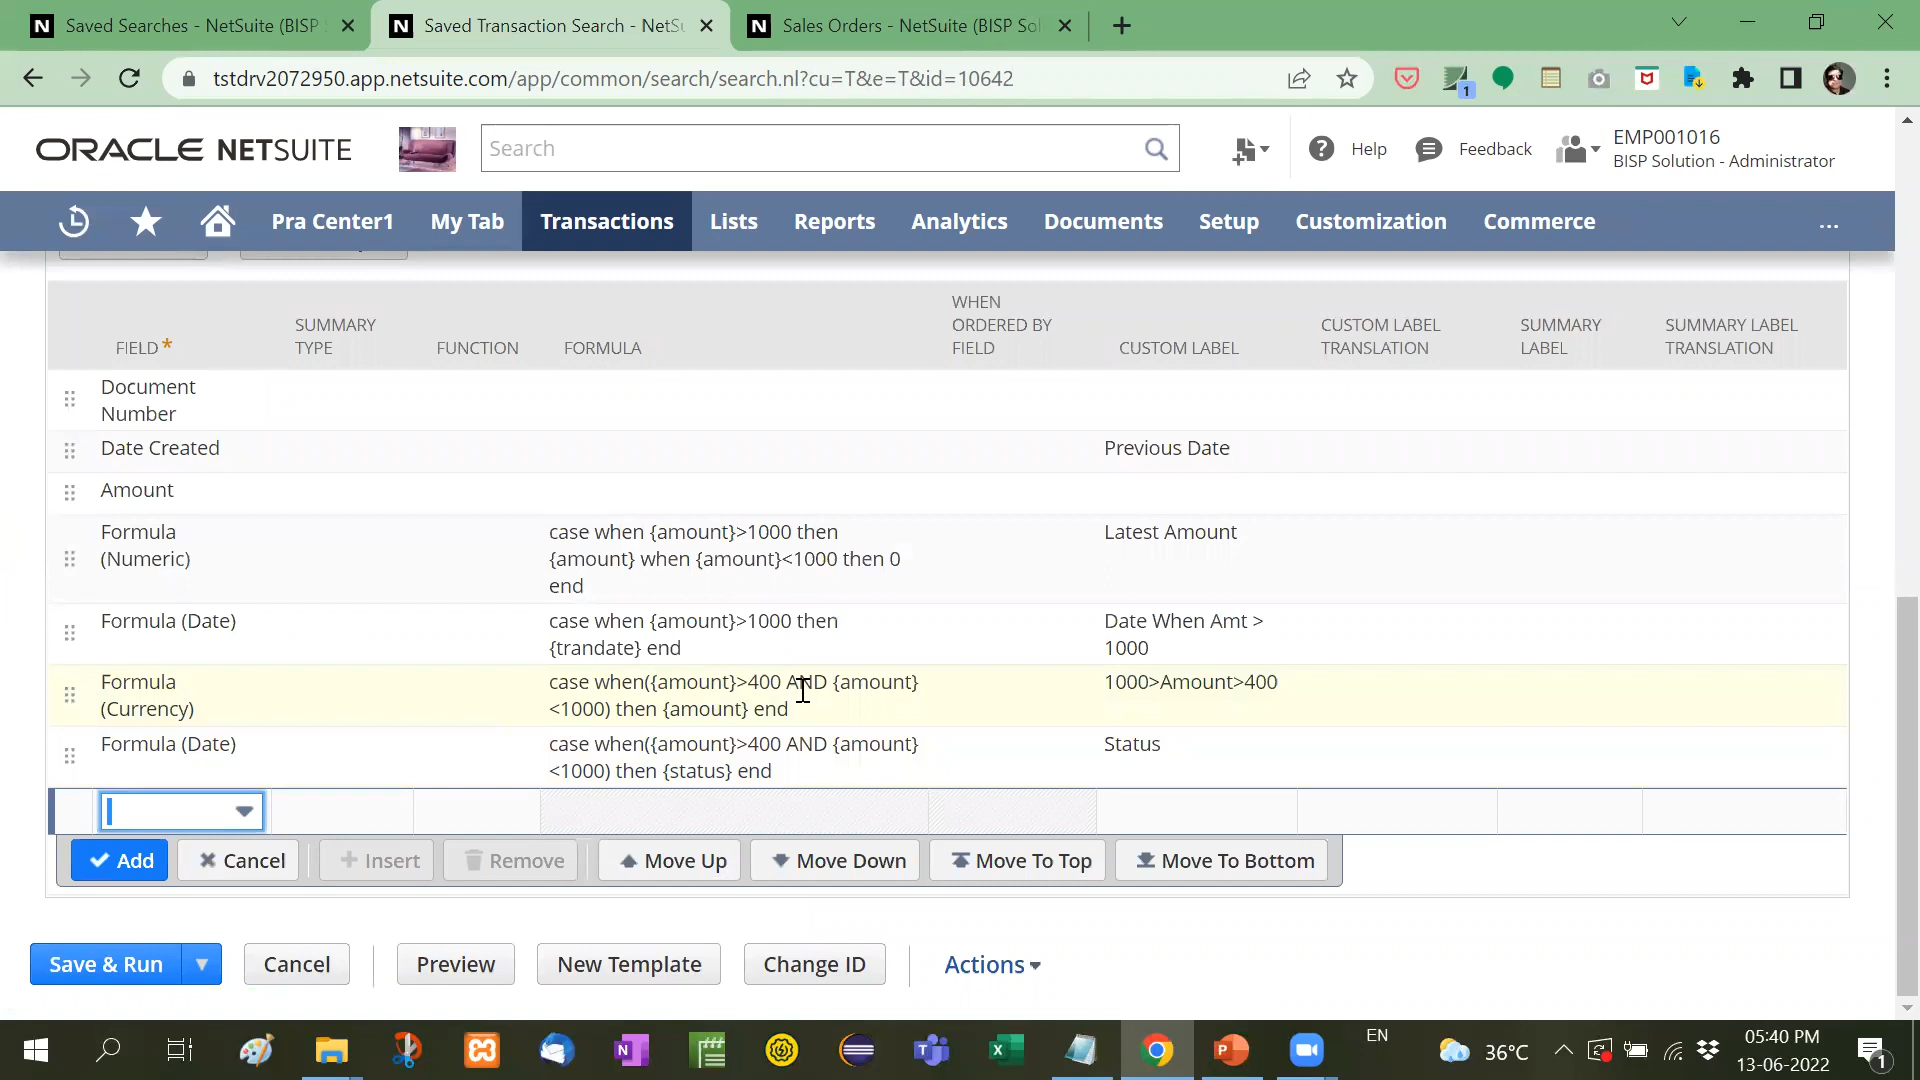 Saved Searches - NetSuite (BISP
Saved Transaction Search - NetSu
Sales Orders - NetSuite (BISP Sol
tstdrv2072950.app.netsuite.com/app/common/search/search.nl?cu=T&e=T&id=10642
1
ORACLE NETSUITE
Search
Help
Feedback
EMP001016
BISP Solution - Administrator
Pra Center1
My Tab
Transactions
Lists
Reports
Analytics
Documents
Setup
Customization
Commerce
...
FIELD*
SUMMARY TYPE
FUNCTION
FORMULA
WHEN ORDERED BY FIELD
CUSTOM LABEL
CUSTOM LABEL TRANSLATION
SUMMARY LABEL
SUMMARY LABEL TRANSLATION
Document
Number
Date Created
Previous Date
Amount
Formula
(Numeric)
case when {amount}>1000 then
{amount} when {amount}<1000 then 0
end
Latest Amount
Formula (Date)
case when {amount}>1000 then
{trandate} end
Date When Amt >
1000
Formula
(Currency)
case when({amount}>400 AND {amount}
<1000) then {amount} end
1000>Amount>400
Formula (Date)
case when({amount}>400 AND {amount}
<1000) then {status} end
Status
Add
Cancel
Insert
Remove
Move Up
Move Down
Move To Top
Move To Bottom
Save & Run
Cancel
Preview
New Template
Change ID
Actions
EN
36°C
05:40 PM
13-06-2022
1